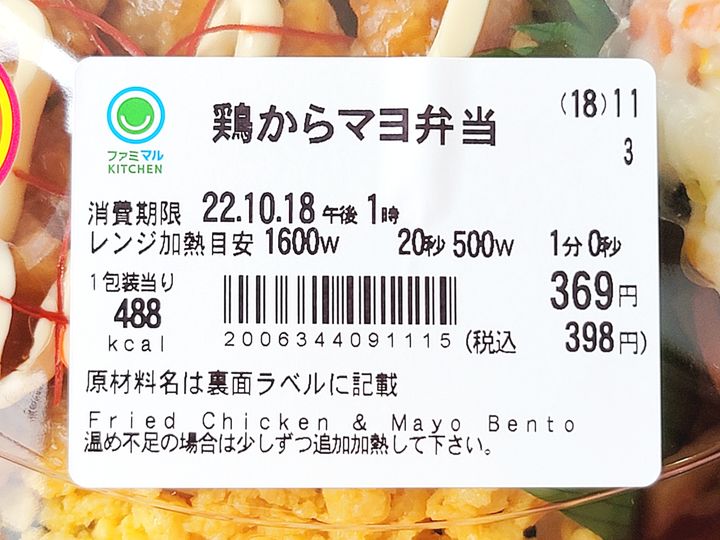 鶏からマヨ弁当
(18)11
3
ファミマル
KITCHEN
消費期限 22.10.18 午後 1時
レンジ加熱目安 1600W 20秒 500W 1分 0秒
1包装当り
488
kcal
369円
2006344091115
(税込 398円)
原材料名は裏面ラベルに記載
Fried Chicken & Mayo Bento
温め不足の場合は少しずつ追加加熱して下さい。